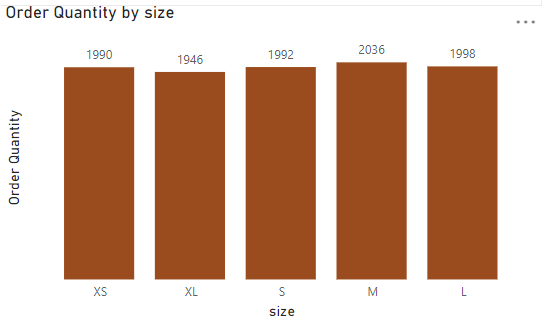 Order Quantity by size
1990
1946
1992
2036
1998
Order Quantity
XS
XL
S
M
L
size